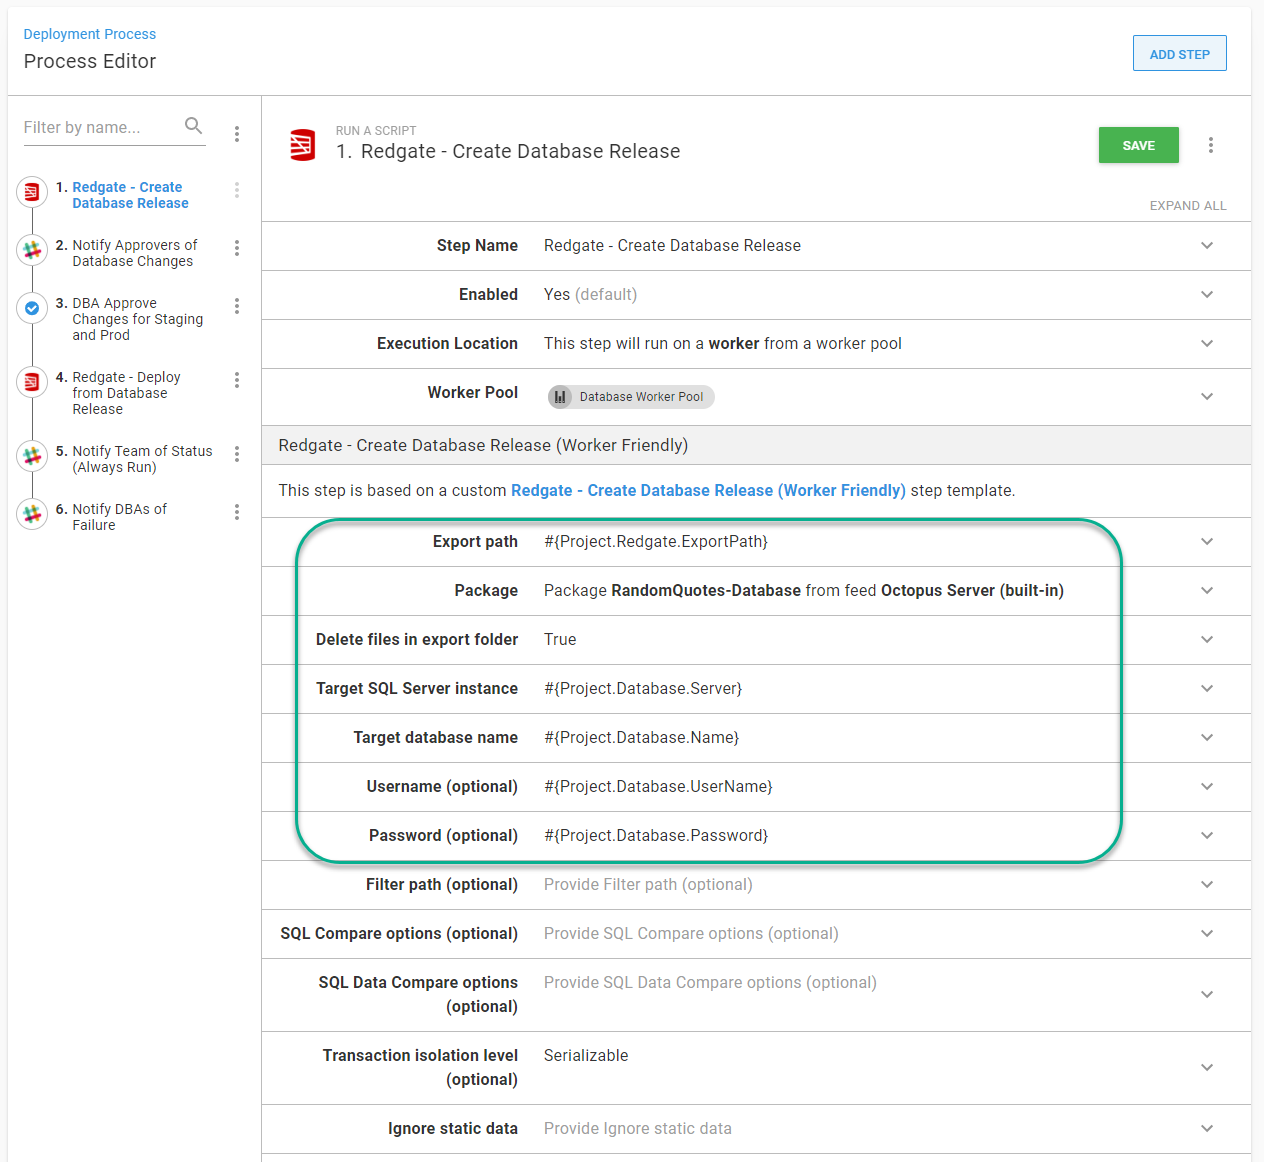 Deployment Process
Process Editor
ADD STEP
Filter by name...
1. Redgate - Create
Database Release
2. Notify Approvers of
Database Changes
3. DBA Approve
Changes for Staging
and Prod
4. Redgate - Deploy
from Database
Release
5. Notify Team of Status
(Always Run)
6. Notify DBAs of
Failure
RUN A SCRIPT
1. Redgate - Create Database Release
SAVE
EXPAND ALL
Step Name Redgate - Create Database Release
Enabled Yes (default)
Execution Location This step will run on a worker from a worker pool
Worker Pool Database Worker Pool
Redgate - Create Database Release (Worker Friendly)
This step is based on a custom Redgate - Create Database Release (Worker Friendly) step template.
Export path #{Project.Redgate.ExportPath}
Package Package RandomQuotes-Database from feed Octopus Server (built-in)
Delete files in export folder True
Target SQL Server instance #{Project.Database.Server}
Target database name #{Project.Database.Name}
Username (optional) #{Project.Database.UserName}
Password (optional) #{Project.Database.Password}
Filter path (optional) Provide Filter path (optional)
SQL Compare options (optional) Provide SQL Compare options (optional)
SQL Data Compare options Provide SQL Data Compare options (optional)
(optional)
Transaction isolation level Serializable
(optional)
Ignore static data Provide Ignore static data